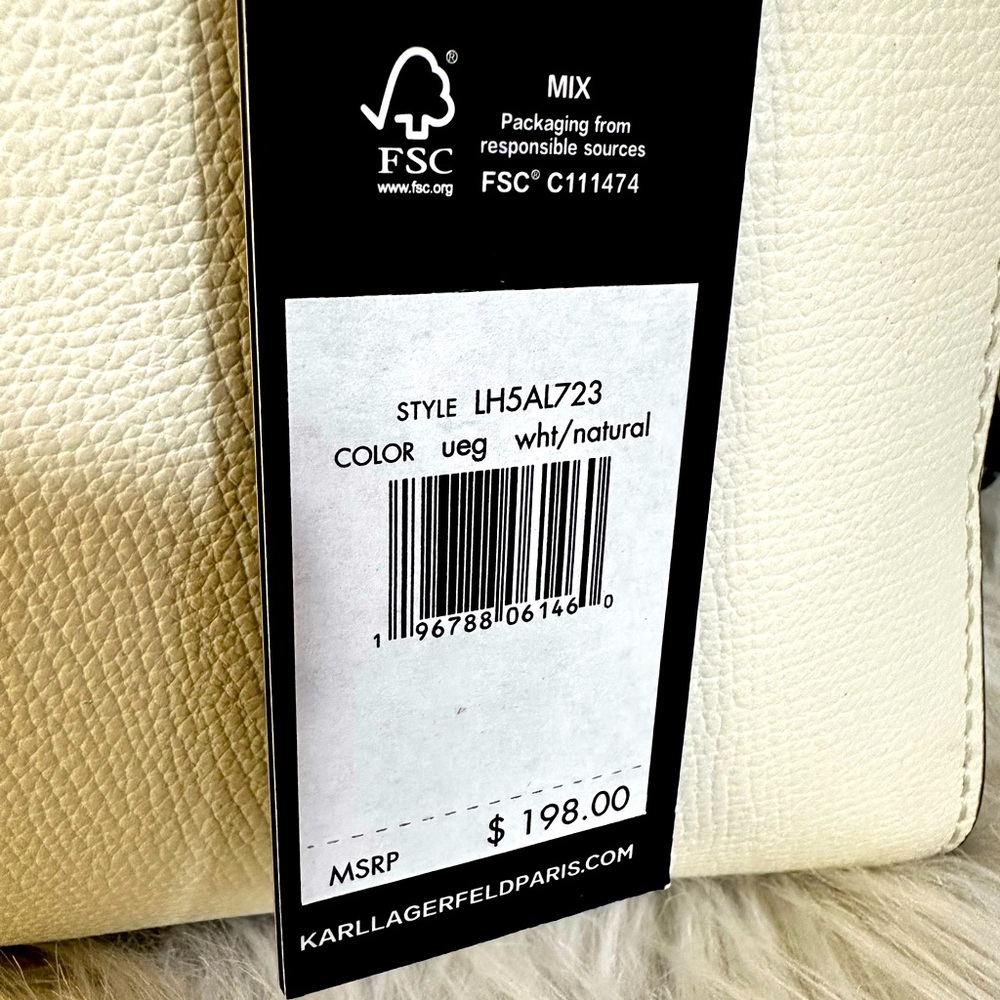 ®
FSC
www.fsc.org
MIX
Packaging from
responsible sources
FSC® C111474
STYLE LH5AL723
COLOR ueg wht/natural
1 96788 06146 0
$ 198.00
MSRP
KARLLAGERFELDPARIS.COM